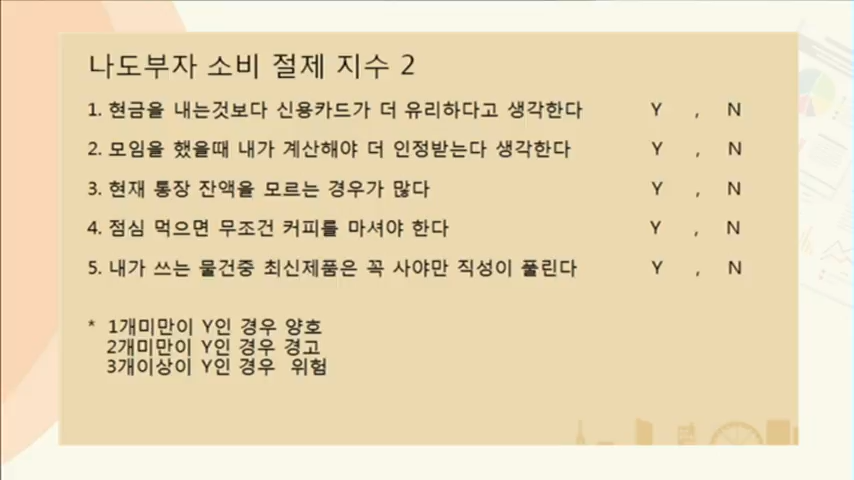 나도부자 소비 절제 지수 2
1. 현금을 내는것보다 신용카드가 더 유리하다고 생각한다 Y , N
2. 모임을 했을때 내가 계산해야 더 인정받는다 생각한다 Y , N
3. 현재 통장 잔액을 모르는 경우가 많다 Y , N
4. 점심 먹으면 무조건 커피를 마셔야 한다 Y , N
5. 내가 쓰는 물건중 최신제품은 꼭 사야만 직성이 풀린다 Y , N
* 1개미만이 Y인 경우 양호
2개미만이 Y인 경우 경고
3개이상이 Y인 경우 위험